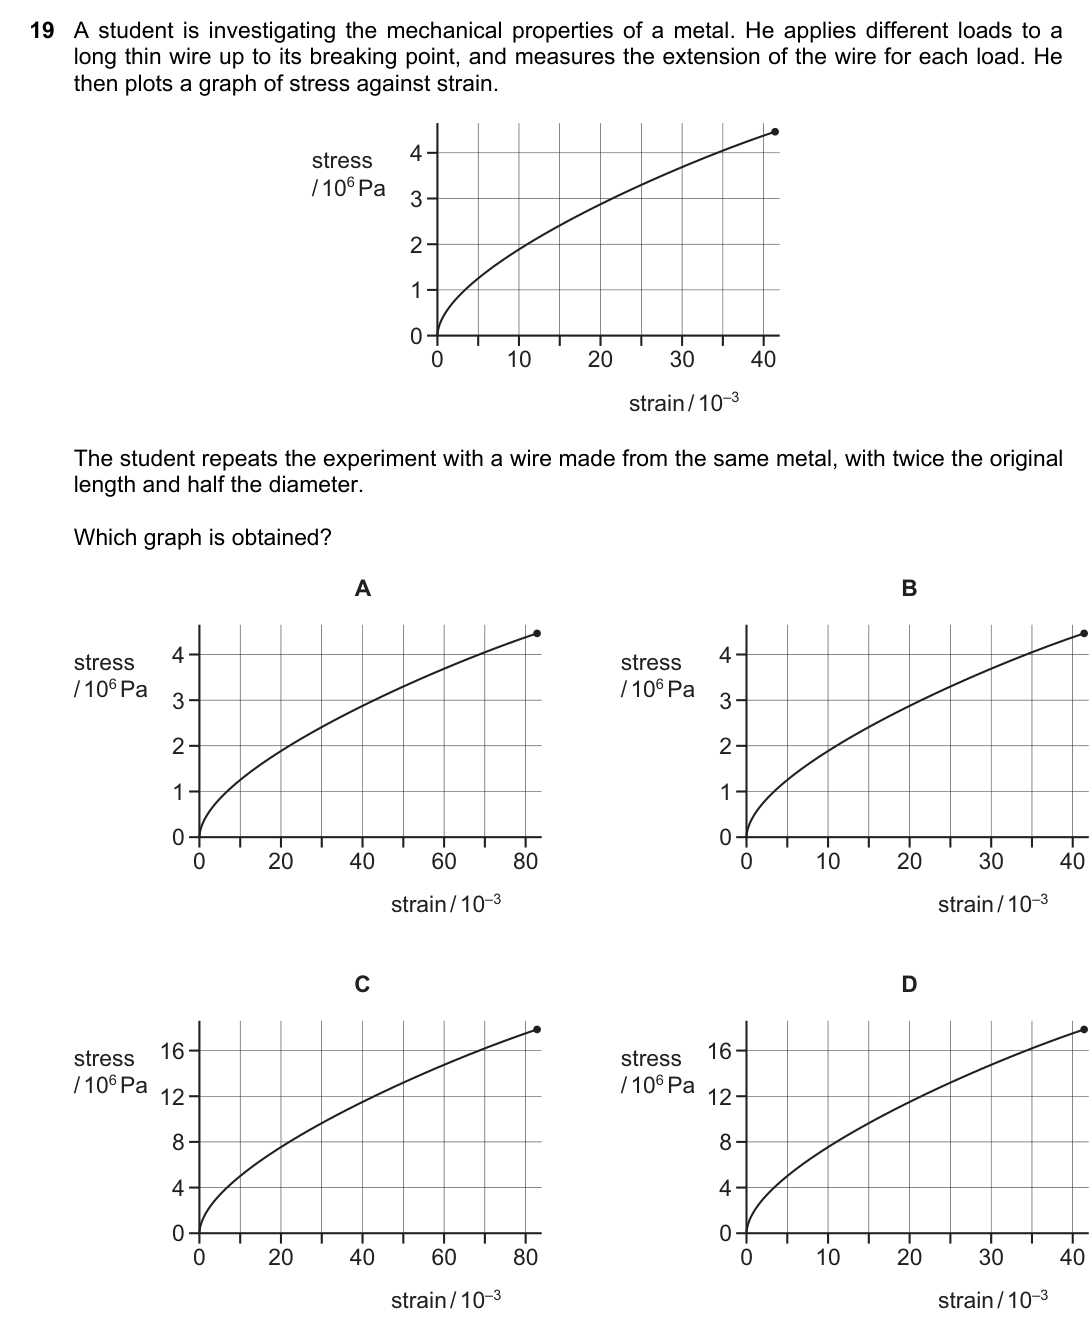 19 A student is investigating the mechanical properties of a metal. He applies different loads to a
long thin wire up to its breaking point, and measures the extension of the wire for each load. He
then plots a graph of stress against strain.
stress
/ 10⁶ Pa
4
3
2
1
0
0 10 20 30 40
strain / 10⁻³
The student repeats the experiment with a wire made from the same metal, with twice the original
length and half the diameter.
Which graph is obtained?
A
stress
/ 10⁶ Pa
4
3
2
1
0
0 20 40 60 80
strain / 10⁻³
B
stress
/ 10⁶ Pa
4
3
2
1
0
0 10 20 30 40
strain / 10⁻³
C
stress
/ 10⁶ Pa
16
12
8
4
0
0 20 40 60 80
strain / 10⁻³
D
stress
/ 10⁶ Pa
16
12
8
4
0
0 10 20 30 40
strain / 10⁻³